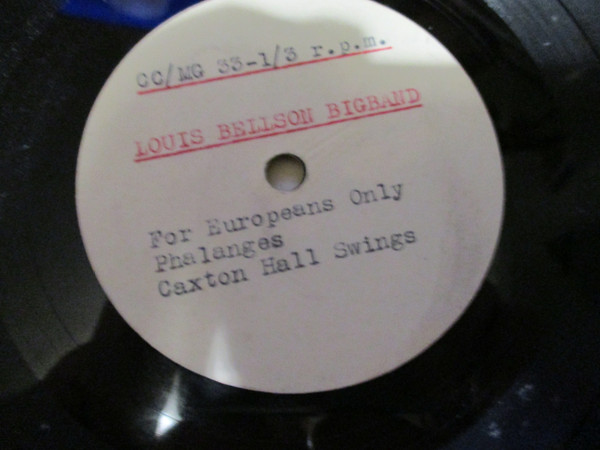 CC/MG 33-1/3 r.p.m.
LOUIS BELLSON BIGBAND
For Europeans Only
Phalanges
Caxton Hall Swings